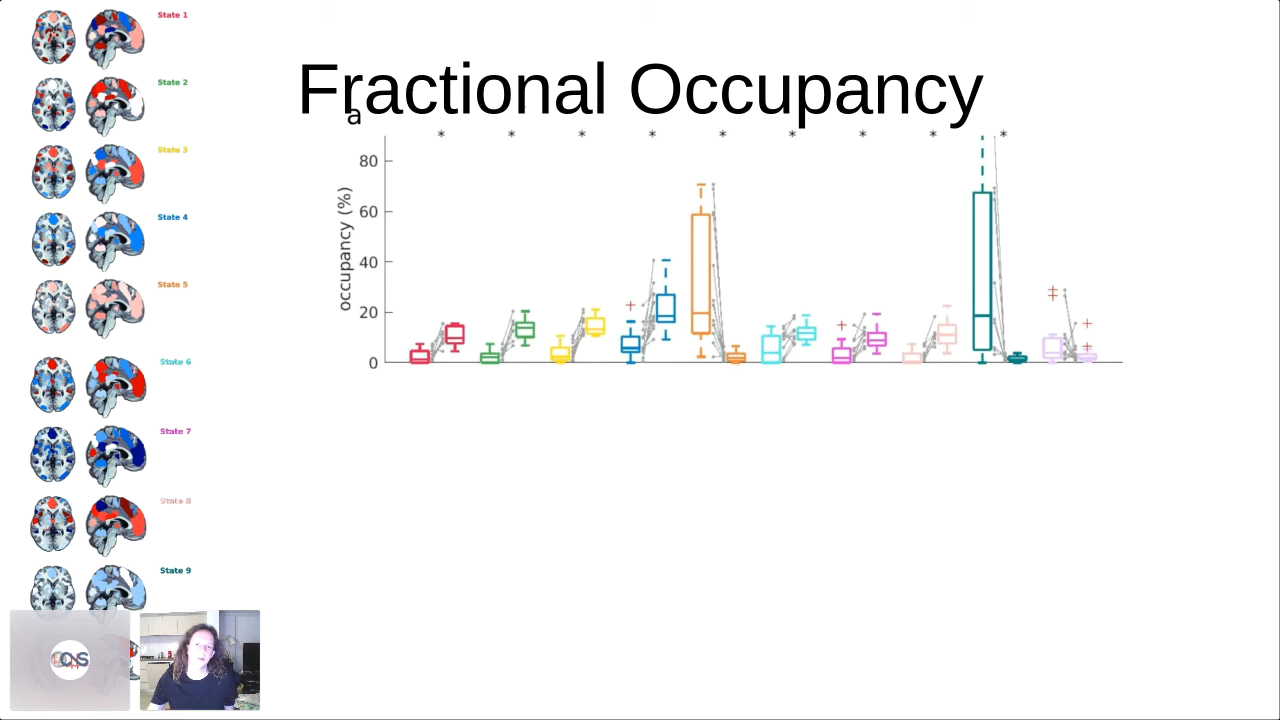 Fractional Occupancy
a
* * * * * * * * *
occupancy (%)
80
60
40
20
0
State 1
State 2
State 3
State 4
State 5
State 6
State 7
State 8
State 9